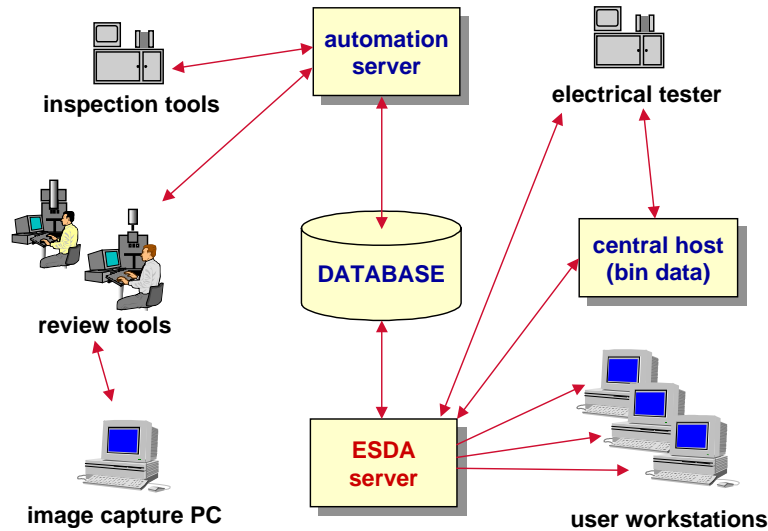 automation
server
inspection tools
electrical tester
DATABASE
central host
(bin data)
review tools
ESDA
server
image capture PC
user workstations